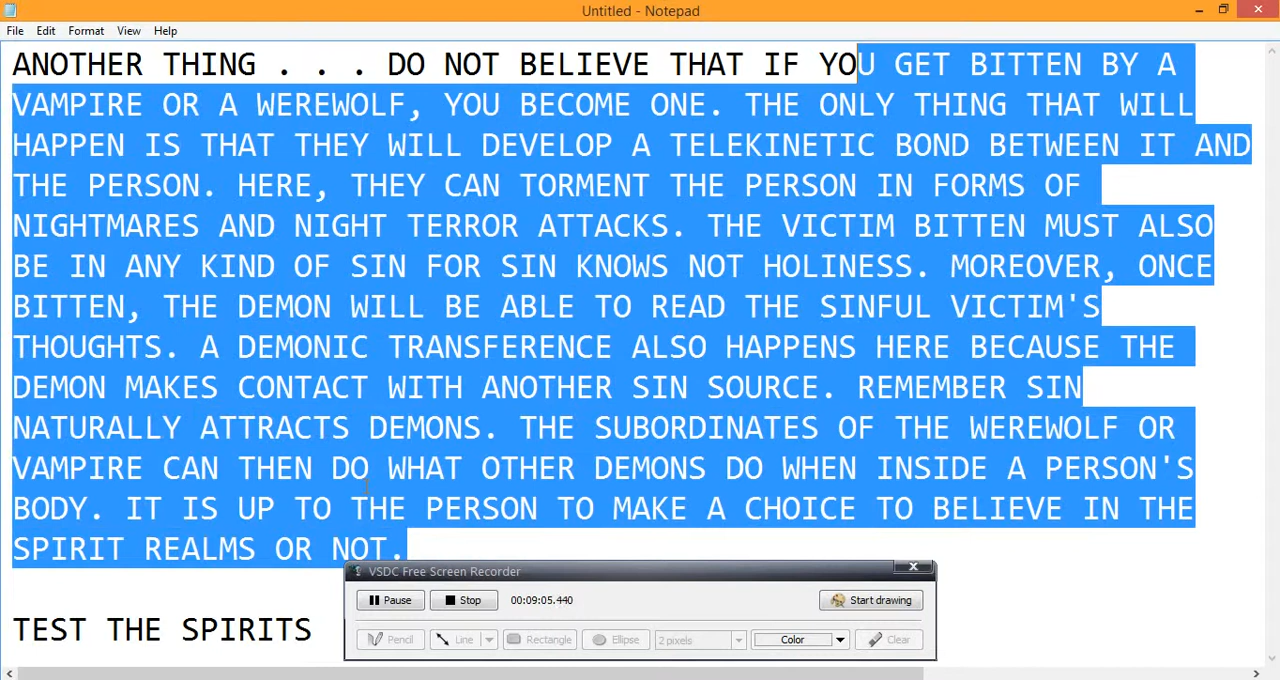 Untitled - Notepad
File Edit Format View Help
ANOTHER THING . . . DO NOT BELIEVE THAT IF YOU GET BITTEN BY A
VAMPIRE OR A WEREWOLF, YOU BECOME ONE. THE ONLY THING THAT WILL
HAPPEN IS THAT THEY WILL DEVELOP A TELEKINETIC BOND BETWEEN IT AND
THE PERSON. HERE, THEY CAN TORMENT THE PERSON IN FORMS OF
NIGHTMARES AND NIGHT TERROR ATTACKS. THE VICTIM BITTEN MUST ALSO
BE IN ANY KIND OF SIN FOR SIN KNOWS NOT HOLINESS. MOREOVER, ONCE
BITTEN, THE DEMON WILL BE ABLE TO READ THE SINFUL VICTIM'S
THOUGHTS. A DEMONIC TRANSFERENCE ALSO HAPPENS HERE BECAUSE THE
DEMON MAKES CONTACT WITH ANOTHER SIN SOURCE. REMEMBER SIN
NATURALLY ATTRACTS DEMONS. THE SUBORDINATES OF THE WEREWOLF OR
VAMPIRE CAN THEN DO WHAT OTHER DEMONS DO WHEN INSIDE A PERSON'S
BODY. IT IS UP TO THE PERSON TO MAKE A CHOICE TO BELIEVE IN THE
SPIRIT REALMS OR NOT.
VSDC Free Screen Recorder
Pause Stop 00:09:05.440 Start drawing
TEST THE SPIRITS
Pencil Line Rectangle Ellipse 2 pixels Color Clear